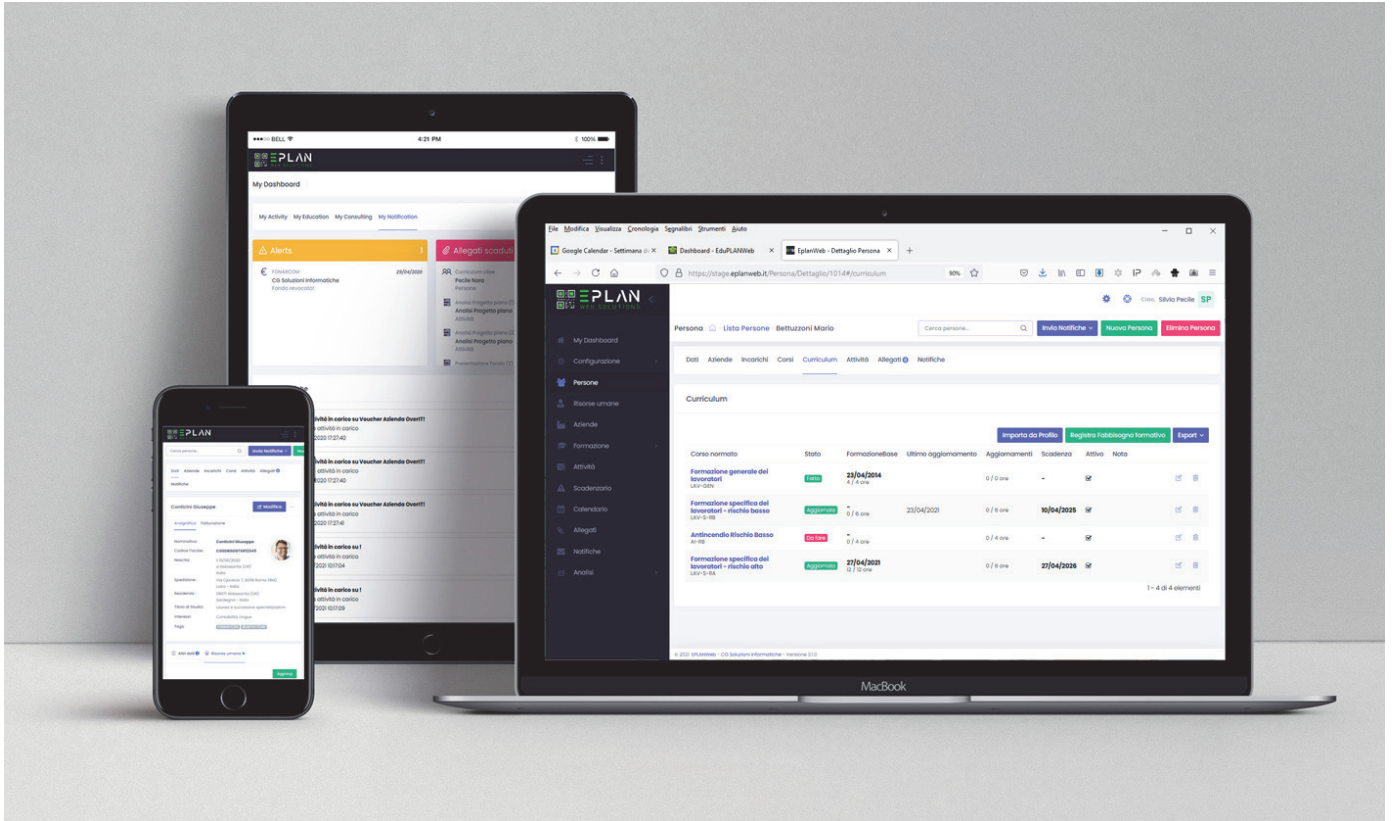 BELL
4:21 PM
100%
EPLAN
WEB SOLUTIONS
My Dashboard
My Activity My Education My Consulting My Notification
Alerts 1
Allegati scaduti
FONARCOM 29/04/2020
CG Soluzioni Informatiche
Curriculum vitae
Pecile Nara
Persone
Analisi Progetto piano
Analisi Progetto piano
Attività
Analisi Progetto piano
Analisi Progetto piano
Attività
attività in carico su Voucher Azienda Over!!!
attività in carico
2020 17:27:40
attività in carico su Voucher Azienda Over!!!
attività in carico
2020 17:27:40
attività in carico su Voucher Azienda Over!!!
attività in carico
2020 17:27:41
attività in carico su !
attività in carico
/2021 10:17:04
attività in carico su !
attività in carico
/2021 10:17:09
EPLAN
Cerca persona...
Invia Notifiche
Dati Aziende Incarichi Corsi Attività Allegati
Notifiche
Conticini Giuseppe
Modifica
Anagrafica Fatturazione
Nominativo Conticini Giuseppe
Codice Fiscale
Nascita
Italia
Spedizione
Residenza
Sardegna - Italia
Titolo di Studio
Interessi Contabilità Lingue
Tags
Altri dati Risorse umane
Aggiorna
File Modifica Visualizza Cronologia Segnalibri Strumenti Aiuto
Google Calendar - Settimana d
Dashboard - EduPLANWeb
EplanWeb - Dettaglio Persona
https://stage.eplanweb.it/Persona/Dettaglio/1014#/curriculum
90%
EPLAN
WEB SOLUTIONS
Ciao, Silvia Pecile SP
Persona Lista Persone Bettuzzoni Mario
Cerca persona...
Invia Notifiche
Nuova Persona
Elimina Persona
My Dashboard
Configurazione
Persone
Risorse umane
Aziende
Formazione
Attività
Scadenzario
Calendario
Allegati
Notifiche
Analisi
Dati Aziende Incarichi Corsi Curriculum Attività Allegati Notifiche
Curriculum
Importa da Profilo
Registra Fabbisogno formativo
Export
Corso normato Stato FormazioneBase Ultimo aggiornamento Aggiornamenti Scadenza Attivo Nota
Formazione generale dei lavoratori Fatto 23/04/2014 0 / 0 ore -
LAV-GEN 4 / 4 ore
Formazione specifica dei lavoratori - rischio basso Aggiornato - 23/04/2021 0 / 6 ore 10/04/2025
LAV-S-RB 0 / 6 ore
Antincendio Rischio Basso Da fare - 0 / 4 ore -
AI-RB 0 / 4 ore
Formazione specifica dei lavoratori - rischio alto Aggiornato 27/04/2021 0 / 6 ore 27/04/2026
LAV-S-RA 12 / 12 ore
1 - 4 di 4 elementi
© 2021 EPLANWeb - CG Soluzioni Informatiche - Versione 3.1.3
MacBook